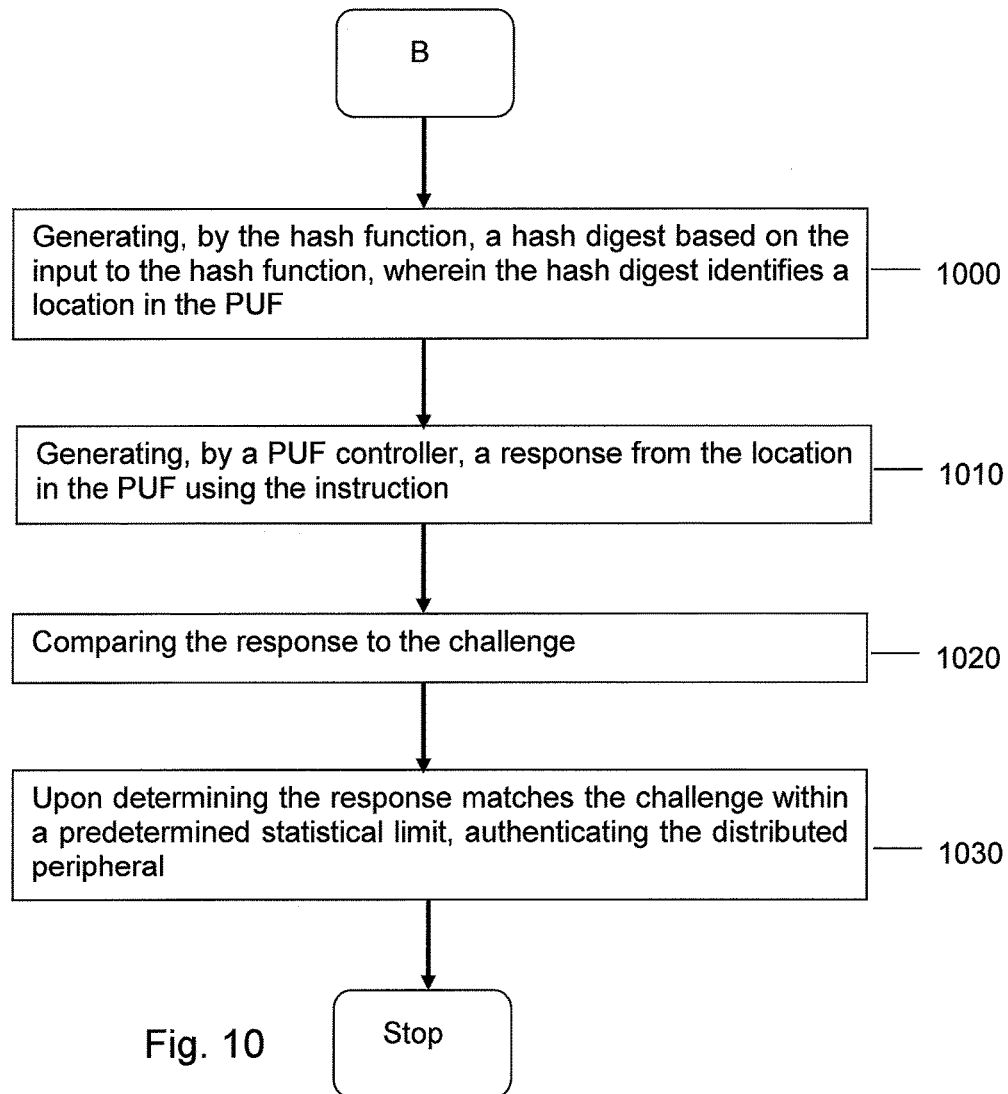 B
Generating, by the hash function, a hash digest based on the
input to the hash function, wherein the hash digest identifies a
location in the PUF
1000
Generating, by a PUF controller, a response from the location
in the PUF using the instruction
1010
Comparing the response to the challenge
1020
Upon determining the response matches the challenge within
a predetermined statistical limit, authenticating the distributed
peripheral
1030
Stop
Fig. 10